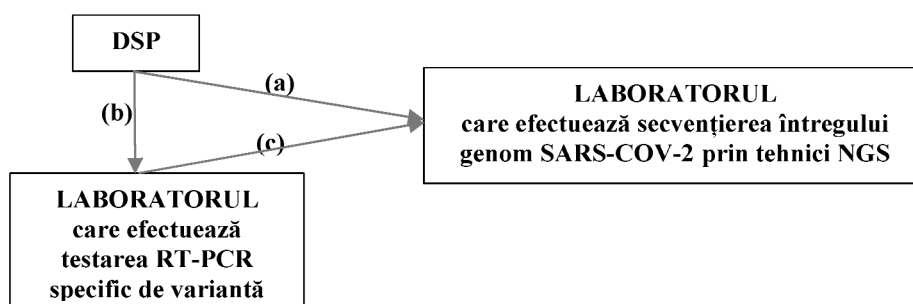 DSP
(a)
(b)
(c)
LABORATORUL
care efectuează secvențierea întregului
genom SARS-COV-2 prin tehnici NGS
LABORATORUL
care efectuează
testarea RT-PCR
specific de variantă